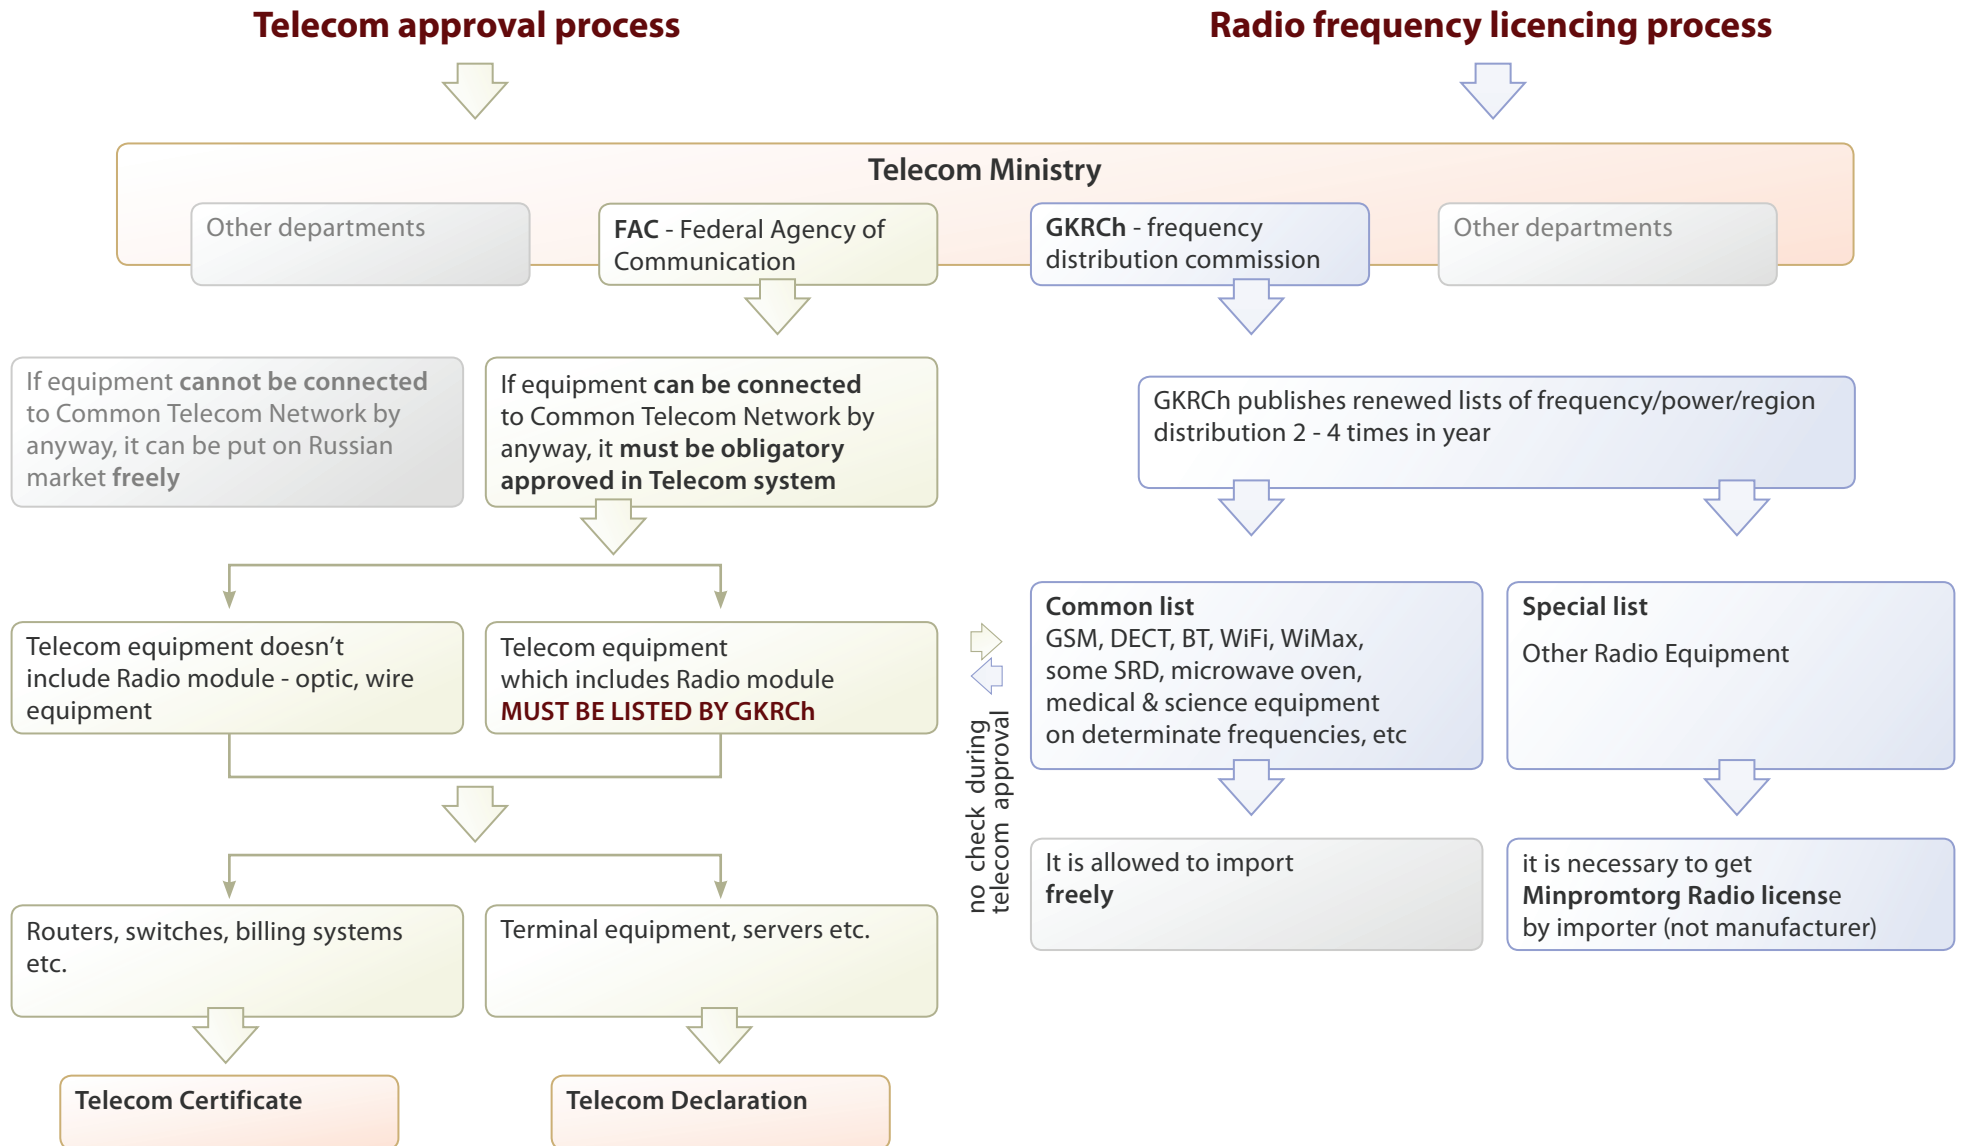 Telecom approval process
Radio frequency licencing process
Telecom Ministry
Other departments
FAC - Federal Agency of
Communication
GKRCh - frequency
distribution commission
Other departments
If equipment cannot be connected
to Common Telecom Network by
anyway, it can be put on Russian
market freely
If equipment can be connected
to Common Telecom Network by
anyway, it must be obligatory
approved in Telecom system
GKRCh publishes renewed lists of frequency/power/region
distribution 2 - 4 times in year
Telecom equipment doesn't
include Radio module - optic, wire
equipment
Telecom equipment
which includes Radio module
MUST BE LISTED BY GKRCh
no check during
telecom approval
Common list
GSM, DECT, BT, WiFi, WiMax,
some SRD, microwave oven,
medical & science equipment
on determinate frequencies, etc
Special list
Other Radio Equipment
It is allowed to import
freely
it is necessary to get
Minpromtorg Radio license
by importer (not manufacturer)
Routers, switches, billing systems
etc.
Terminal equipment, servers etc.
Telecom Certificate
Telecom Declaration